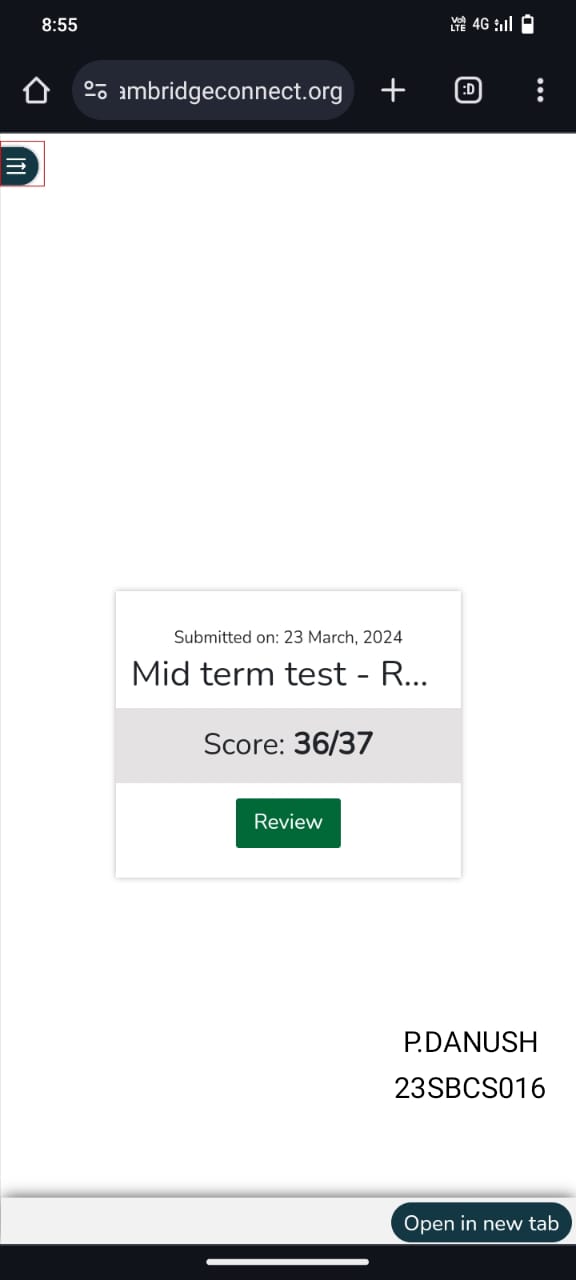 8:55
Vo) LTE 4G
ambridgeconnect.org
:D
Submitted on: 23 March, 2024
Mid term test - R...
Score: 36/37
Review
P.DANUSH
23SBCS016
Open in new tab